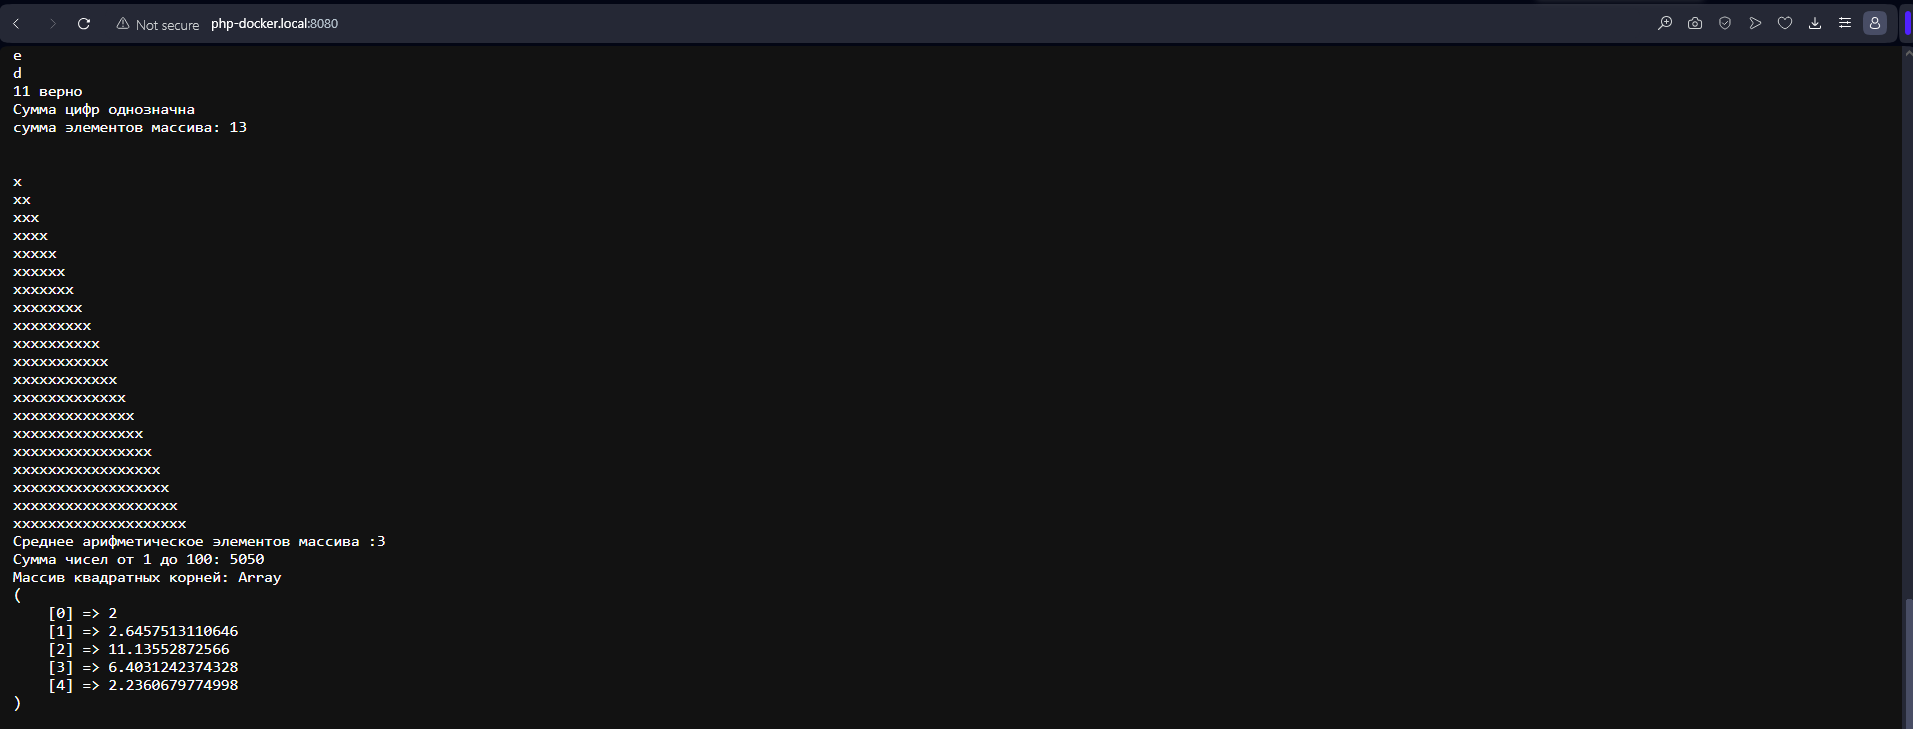 Not secure php-docker.local:8080
e
d
11 верно
Сумма цифр однозначна
сумма элементов массива: 13
x
xx
xxx
xxxx
xxxxx
xxxxxx
xxxxxxx
xxxxxxxx
xxxxxxxxx
xxxxxxxxxx
xxxxxxxxxxx
xxxxxxxxxxxx
xxxxxxxxxxxxx
xxxxxxxxxxxxxx
xxxxxxxxxxxxxxx
xxxxxxxxxxxxxxxx
xxxxxxxxxxxxxxxxx
xxxxxxxxxxxxxxxxxx
xxxxxxxxxxxxxxxxxxx
xxxxxxxxxxxxxxxxxxxx
Среднее арифметическое элементов массива :3
Сумма чисел от 1 до 100: 5050
Массив квадратных корней: Array
(
    [0] => 2
    [1] => 2.6457513110646
    [2] => 11.13552872566
    [3] => 6.4031242374328
    [4] => 2.2360679774998
)